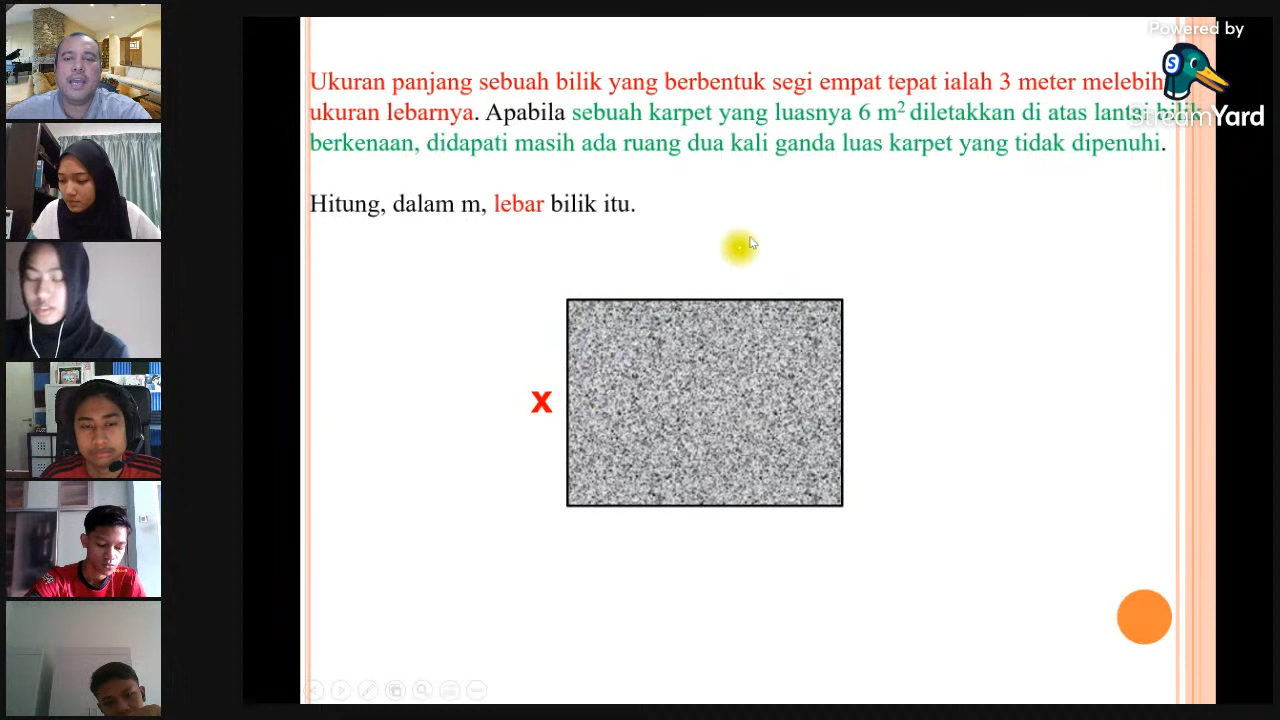 Powered by
StreamYard
Ukuran panjang sebuah bilik yang berbentuk segi empat tepat ialah 3 meter melebihi
ukuran lebarnya. Apabila sebuah karpet yang luasnya 6 m² diletakkan di atas lantai bilik
berkenaan, didapati masih ada ruang dua kali ganda luas karpet yang tidak dipenuhi.
Hitung, dalam m, lebar bilik itu.
x